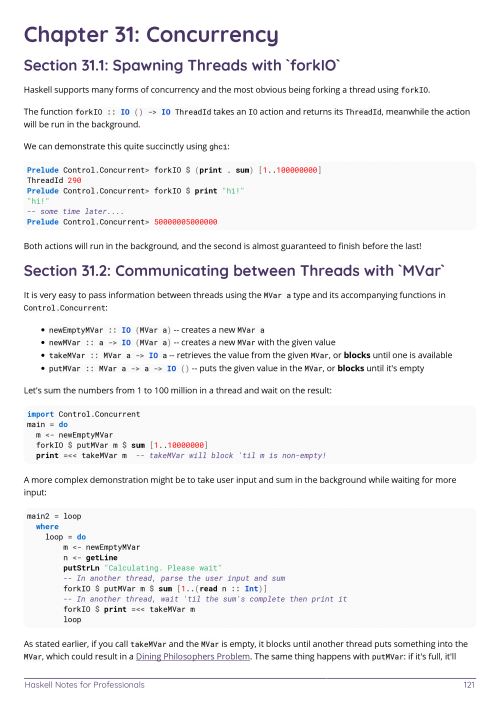 Chapter 31: Concurrency
Section 31.1: Spawning Threads with `forkIO`
Haskell supports many forms of concurrency and the most obvious being forking a thread using forkIO.
The function forkIO :: IO () -> IO ThreadId takes an IO action and returns its ThreadId, meanwhile the action
will be run in the background.
We can demonstrate this quite succinctly using ghci:
Prelude Control.Concurrent> forkIO $ (print . sum) [1..100000000]
ThreadId 290
Prelude Control.Concurrent> forkIO $ print "hi!"
"hi!"
-- some time later....
Prelude Control.Concurrent> 50000005000000
Both actions will run in the background, and the second is almost guaranteed to finish before the last!
Section 31.2: Communicating between Threads with `MVar`
It is very easy to pass information between threads using the MVar a type and its accompanying functions in
Control.Concurrent:
• newEmptyMVar :: IO (MVar a) -- creates a new MVar a
• newMVar :: a -> IO (MVar a) -- creates a new MVar with the given value
• takeMVar :: MVar a -> IO a -- retrieves the value from the given MVar, or blocks until one is available
• putMVar :: MVar a -> a -> IO () -- puts the given value in the MVar, or blocks until it's empty
Let's sum the numbers from 1 to 100 million in a thread and wait on the result:
import Control.Concurrent
main = do
  m <- newEmptyMVar
  forkIO $ putMVar m $ sum [1..10000000]
  print =<< takeMVar m  -- takeMVar will block 'til m is non-empty!
A more complex demonstration might be to take user input and sum in the background while waiting for more
input:
main2 = loop
  where
    loop = do
        m <- newEmptyMVar
        n <- getLine
        putStrLn "Calculating. Please wait"
        -- In another thread, parse the user input and sum
        forkIO $ putMVar m $ sum [1..(read n :: Int)]
        -- In another thread, wait 'til the sum's complete then print it
        forkIO $ print =<< takeMVar m
        loop
As stated earlier, if you call takeMVar and the MVar is empty, it blocks until another thread puts something into the
MVar, which could result in a Dining Philosophers Problem. The same thing happens with putMVar: if it's full, it'll
Haskell Notes for Professionals 121